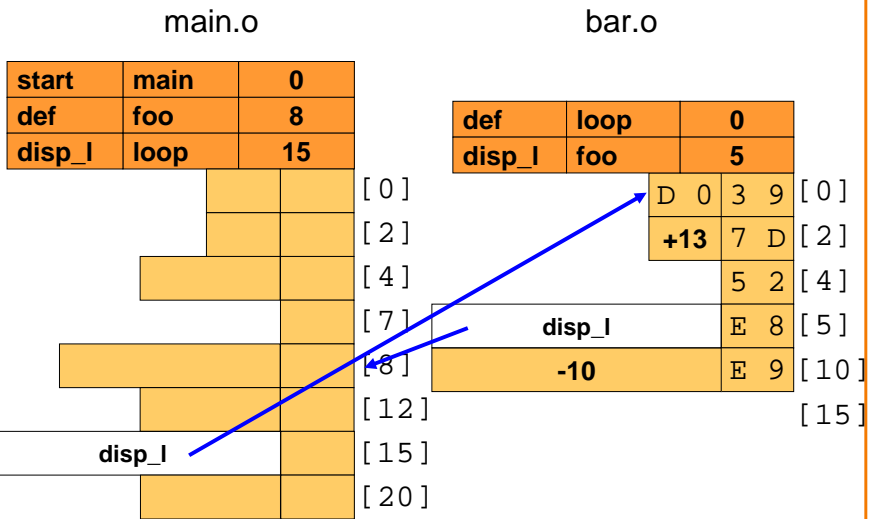 main.o
start main 0
def foo 8
disp_l loop 15
[0]
[2]
[4]
[7]
[8]
[12]
disp_l [15]
[20]
bar.o
def loop 0
disp_l foo 5
D 0 3 9 [0]
+13 7 D [2]
5 2 [4]
disp_l E 8 [5]
-10 E 9 [10]
[15]